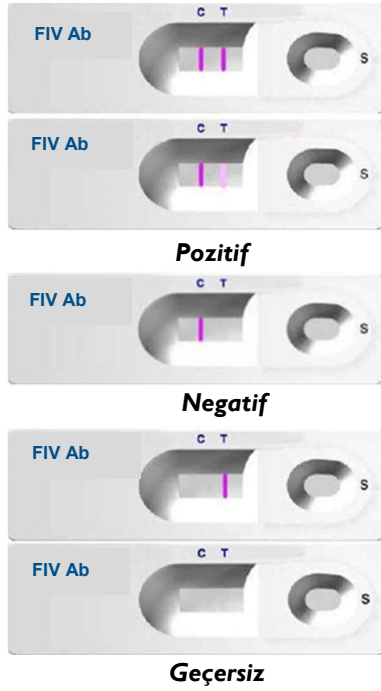 C T
FIV Ab
S
C T
FIV Ab
S
Pozitif
C T
FIV Ab
S
Negatif
C T
FIV Ab
S
C T
FIV Ab
S
Geçersiz